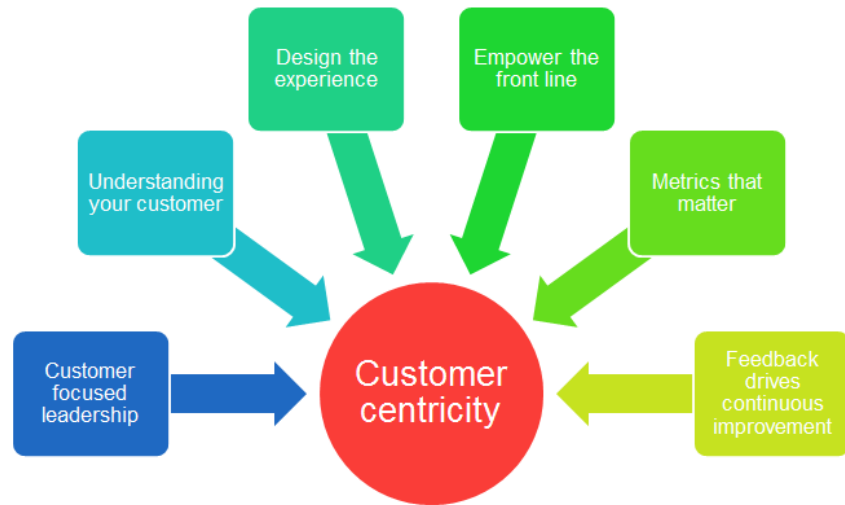 Design the
experience
Empower the
front line
Understanding
your customer
Metrics that
matter
Customer
focused
leadership
Customer
centricity
Feedback
drives
continuous
improvement